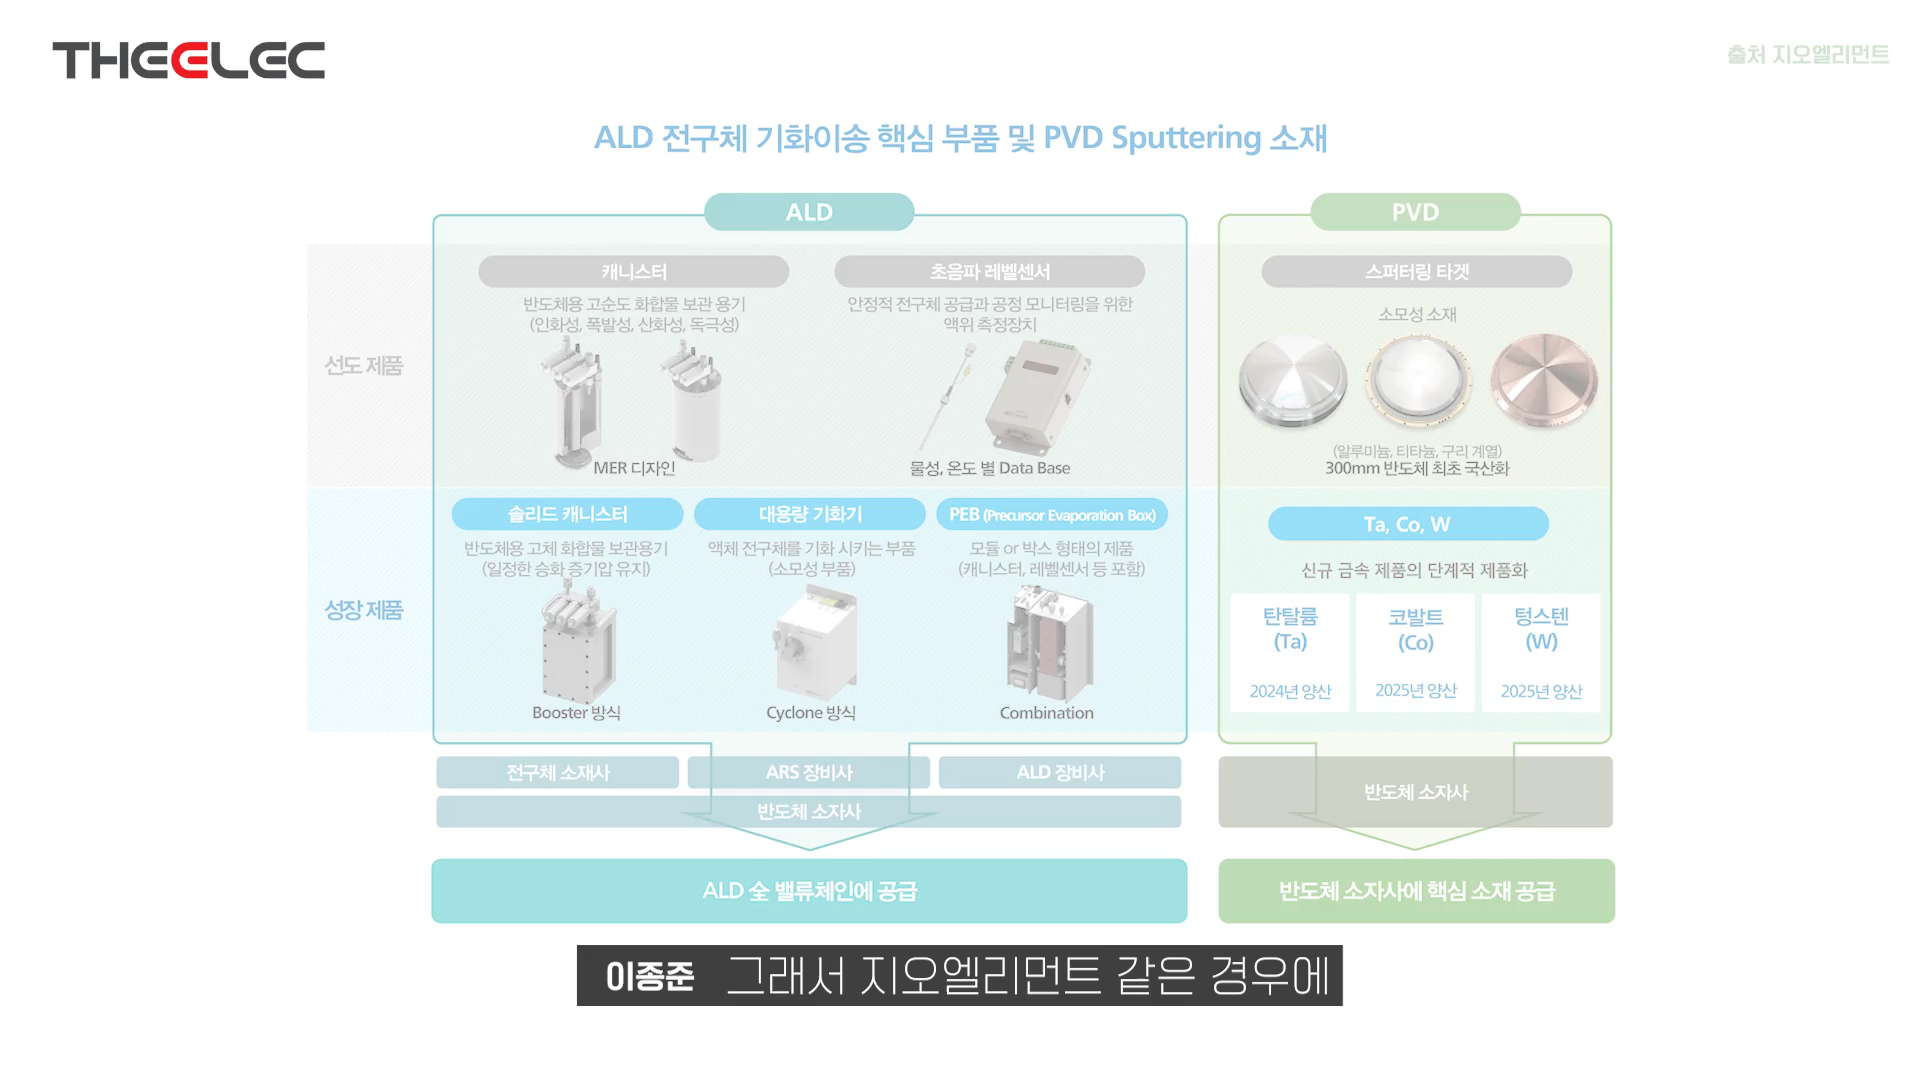 THEELEC
출처 지오엘리먼트
ALD 전구체 기화이송 핵심 부품 및 PVD Sputtering 소재
ALD
PVD
선도 제품
캐니스터
반도체용 고순도 화합물 보관 용기
(인화성, 폭발성, 산화성, 독극성)
MER 디자인
초음파 레벨센서
안정적 전구체 공급과 공정 모니터링을 위한
액위 측정장치
물성, 온도 별 Data Base
스퍼터링 타겟
소모성 소재
(알루미늄, 티타늄, 구리 계열)
300mm 반도체 최초 국산화
성장 제품
솔리드 캐니스터
반도체용 고체 화합물 보관용기
(일정한 승화 증기압 유지)
Booster 방식
대용량 기화기
액체 전구체를 기화 시키는 부품
(소모성 부품)
Cyclone 방식
PEB (Precursor Evaporation Box)
모듈 or 박스 형태의 제품
(캐니스터, 레벨센서 등 포함)
Combination
Ta, Co, W
신규 금속 제품의 단계적 제품화
탄탈륨
(Ta)
2024년 양산
코발트
(Co)
2025년 양산
텅스텐
(W)
2025년 양산
전구체 소재사
ARS 장비사
ALD 장비사
반도체 소자사
반도체 소자사
ALD 全 밸류체인에 공급
반도체 소자사에 핵심 소재 공급
이종준 그래서 지오엘리먼트 같은 경우에